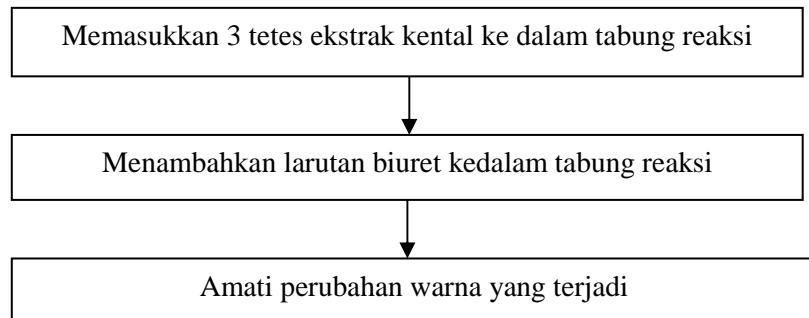 Memasukkan 3 tetes ekstrak kental ke dalam tabung reaksi
Menambahkan larutan biuret kedalam tabung reaksi
Amati perubahan warna yang terjadi